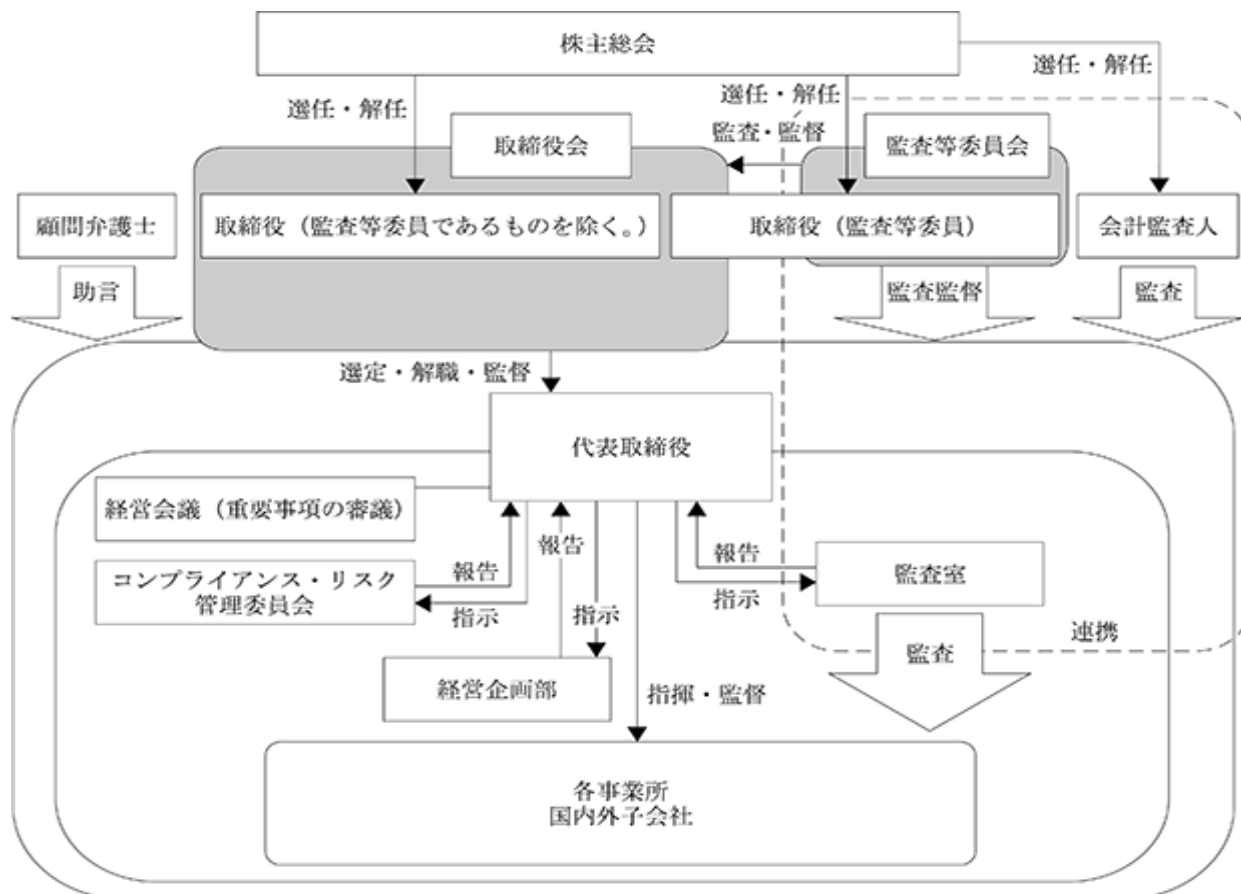 株主総会
選任・解任
選任・解任
選任・解任
監査・監督
取締役会
監査等委員会
顧問弁護士
取締役（監査等委員であるものを除く。）
取締役（監査等委員）
会計監査人
助言
監査監督
監査
選定・解職・監督
代表取締役
経営会議（重要事項の審議）
報告
コンプライアンス・リスク
管理委員会
指示
報告
指示
報告
指示
監査室
連携
監査
経営企画部
指揮・監督
各事業所
国内外子会社